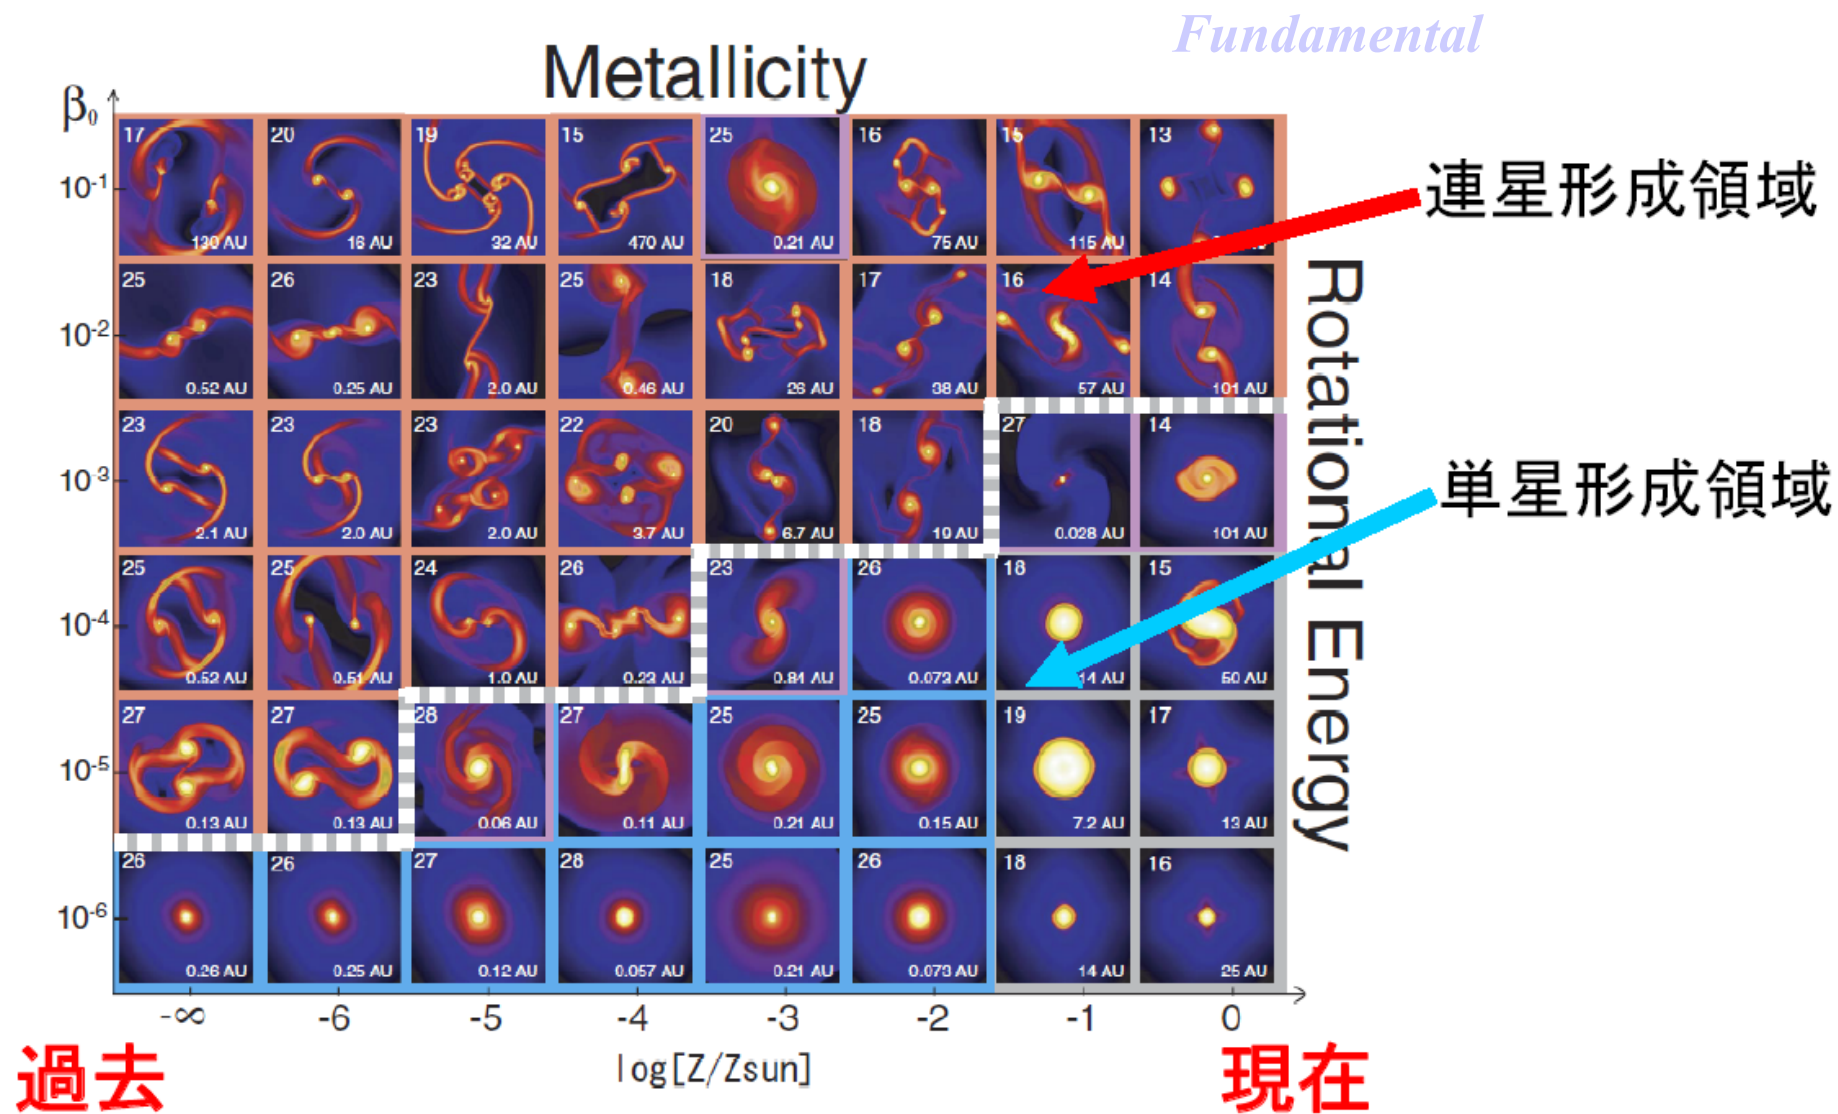 Fundamental
Metallicity
β0
17 20 19 15 25 16 15 13
10-1
130 AU 16 AU 32 AU 470 AU 0.21 AU 75 AU 115 AU
連星形成領域
25 26 23 25 18 17 16 14
10-2
0.52 AU 0.25 AU 2.0 AU 0.46 AU 26 AU 38 AU 57 AU 101 AU
Rotational Energy
23 23 23 22 20 18 27 14
10-3
2.1 AU 2.0 AU 2.0 AU 3.7 AU 6.7 AU 19 AU 0.028 AU 101 AU
単星形成領域
25 25 24 26 23 26 18 15
10-4
0.52 AU 0.51 AU 1.0 AU 0.23 AU 0.81 AU 0.073 AU 14 AU 50 AU
27 27 28 27 25 25 19 17
10-5
0.13 AU 0.13 AU 0.06 AU 0.11 AU 0.21 AU 0.15 AU 7.2 AU 13 AU
26 26 27 28 25 26 18 16
10-6
0.26 AU 0.25 AU 0.12 AU 0.057 AU 0.21 AU 0.073 AU 14 AU 25 AU
-∞ -6 -5 -4 -3 -2 -1 0
log[Z/Zsun]
過去 現在